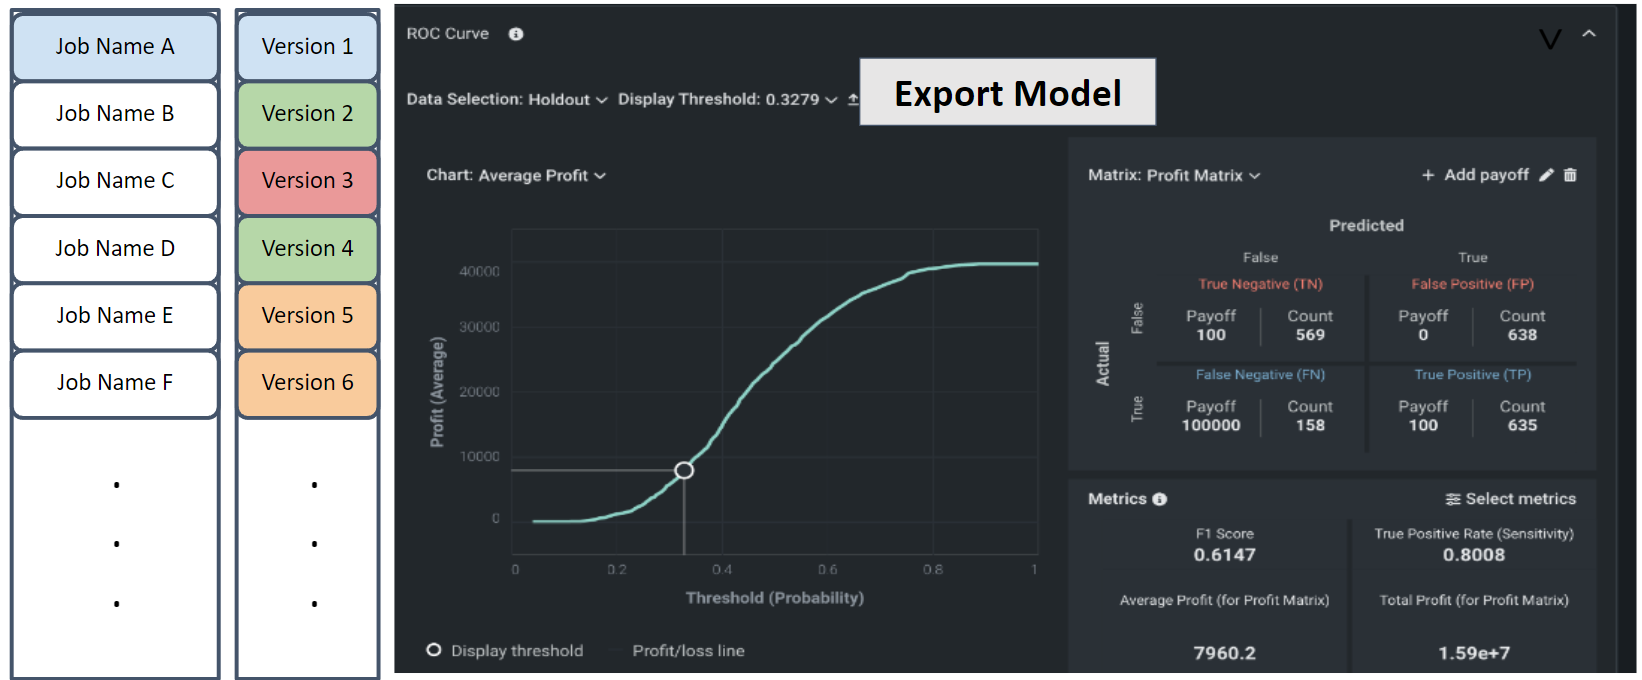 Job Name A
Job Name B
Job Name C
Job Name D
Job Name E
Job Name F
.
.
.
Version 1
Version 2
Version 3
Version 4
Version 5
Version 6
.
.
.
ROC Curve
V
Data Selection: Holdout Display Threshold: 0.3279
Export Model
Chart: Average Profit
Profit (Average)
40000
30000
20000
10000
0
0 0.2 0.4 0.6 0.8 1
Threshold (Probability)
Display threshold Profit/loss line
Matrix: Profit Matrix + Add payoff
Predicted
False True
Actual
False
True Negative (TN) False Positive (FP)
Payoff Count Payoff Count
100 569 0 638
True
False Negative (FN) True Positive (TP)
Payoff Count Payoff Count
100000 158 100 635
Metrics Select metrics
F1 Score True Positive Rate (Sensitivity)
0.6147 0.8008
Average Profit (for Profit Matrix) Total Profit (for Profit Matrix)
7960.2 1.59e+7